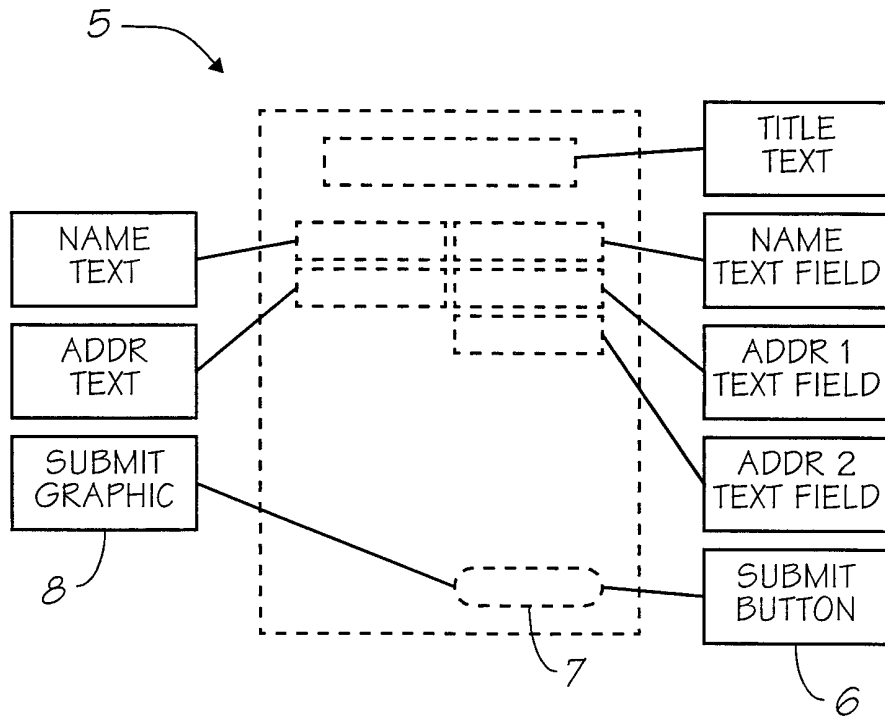 5
TITLE
TEXT
NAME
TEXT
NAME
TEXT FIELD
ADDR
TEXT
ADDR 1
TEXT FIELD
SUBMIT
GRAPHIC
ADDR 2
TEXT FIELD
SUBMIT
BUTTON
8
7
6